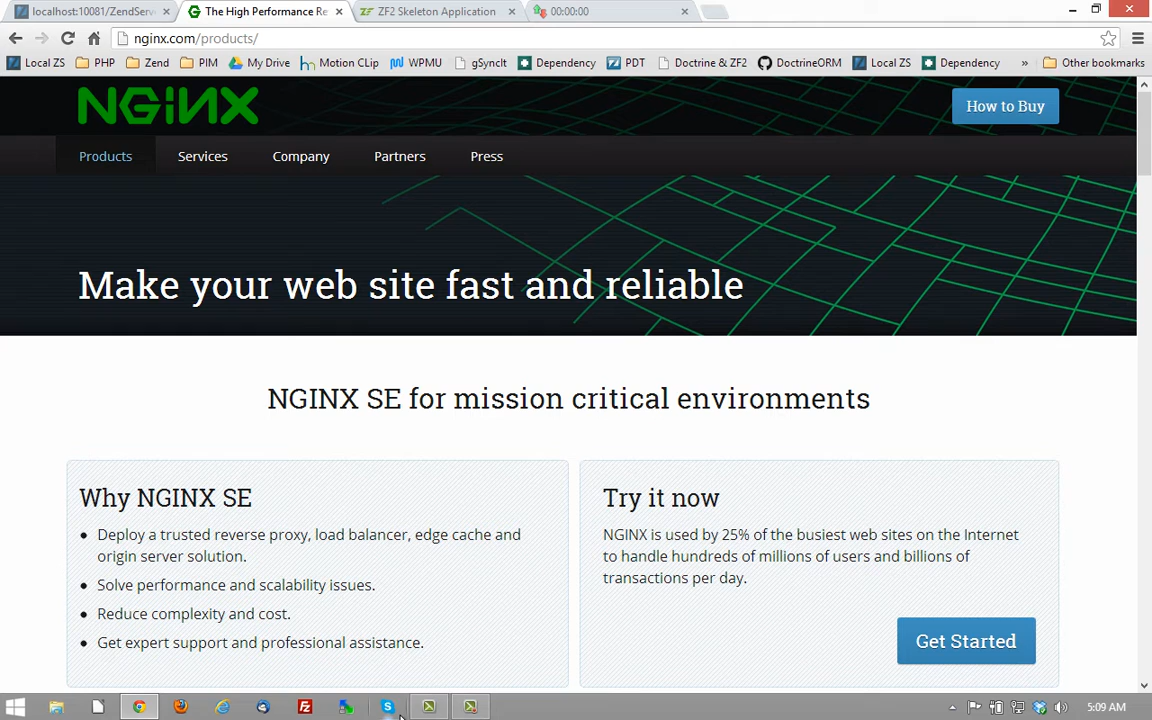 localhost:10081/ZendServ
The High Performance Re
ZF2 Skeleton Application
00:00:00
nginx.com/products/
Local ZS
PHP
Zend
PIM
My Drive
Motion CLip
WPMU
gSyncIt
Dependency
PDT
Doctrine & ZF2
DoctrineORM
Local ZS
Dependency
»
Other bookmarks
NGINX
How to Buy
Products
Services
Company
Partners
Press
Make your web site fast and reliable
NGINX SE for mission critical environments
Why NGINX SE
Deploy a trusted reverse proxy, load balancer, edge cache and
origin server solution.
Solve performance and scalability issues.
Reduce complexity and cost.
Get expert support and professional assistance.
Try it now
NGINX is used by 25% of the busiest web sites on the Internet
to handle hundreds of millions of users and billions of
transactions per day.
Get Started
5:09 AM